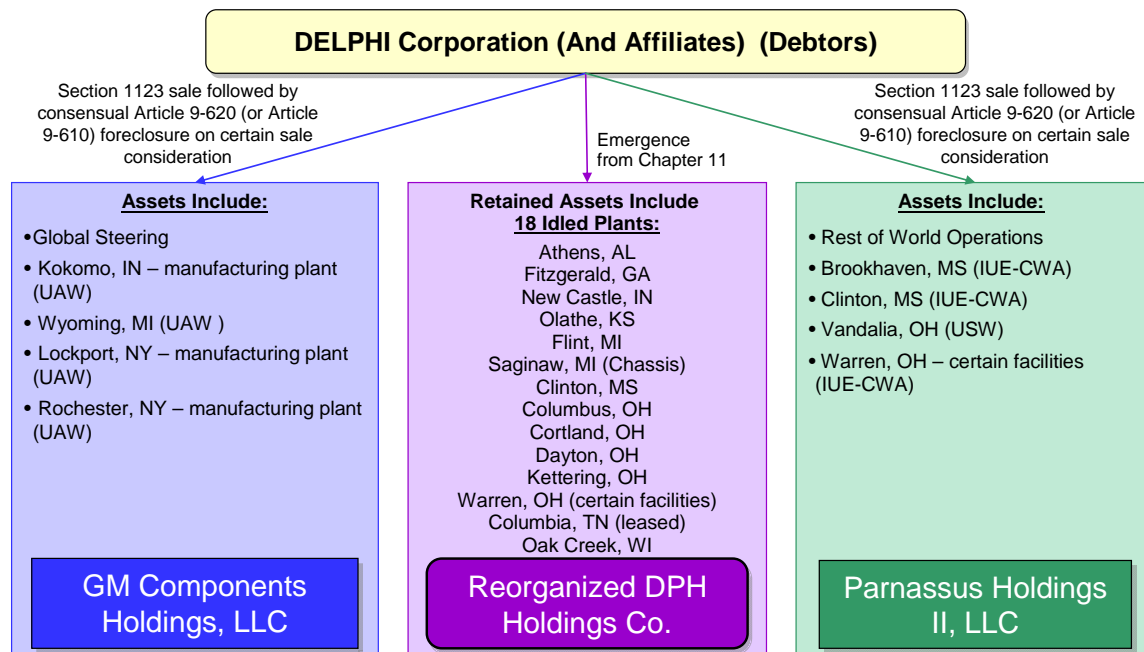 DELPHI Corporation (And Affiliates) (Debtors)
Section 1123 sale followed by
consensual Article 9-620 (or Article
9-610) foreclosure on certain sale
consideration
Emergence
from Chapter 11
Section 1123 sale followed by
consensual Article 9-620 (or Article
9-610) foreclosure on certain sale
consideration
Assets Include:
•Global Steering
• Kokomo, IN – manufacturing plant
(UAW)
• Wyoming, MI (UAW )
• Lockport, NY – manufacturing plant
(UAW)
• Rochester, NY – manufacturing plant
(UAW)
GM Components
Holdings, LLC
Retained Assets Include
18 Idled Plants:
Athens, AL
Fitzgerald, GA
New Castle, IN
Olathe, KS
Flint, MI
Saginaw, MI (Chassis)
Clinton, MS
Columbus, OH
Cortland, OH
Dayton, OH
Kettering, OH
Warren, OH (certain facilities)
Columbia, TN (leased)
Oak Creek, WI
Reorganized DPH
Holdings Co.
Assets Include:
• Rest of World Operations
• Brookhaven, MS (IUE-CWA)
• Clinton, MS (IUE-CWA)
• Vandalia, OH (USW)
• Warren, OH – certain facilities
(IUE-CWA)
Parnassus Holdings
II, LLC